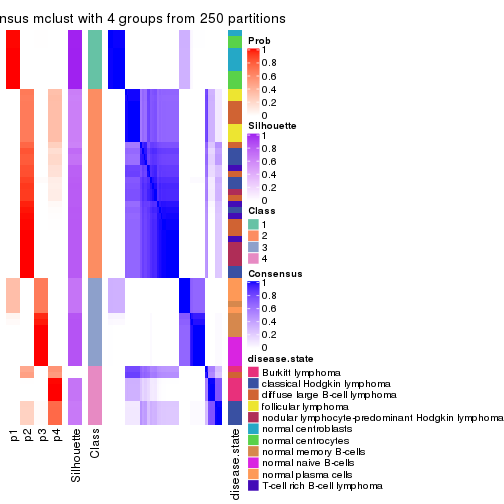 nsus mclust with 4 groups from 250 partitions
Prob
1
0.8
0.6
0.4
0.2
0
Silhouette
1
0.8
0.6
0.4
0.2
0
Class
1
2
3
4
Consensus
1
0.8
0.6
0.4
0.2
0
disease.state
Burkitt lymphoma
classical Hodgkin lymphoma
diffuse large B-cell lymphoma
follicular lymphoma
nodular lymphocyte-predominant Hodgkin lymphoma
normal centroblasts
normal centrocytes
normal memory B-cells
normal naive B-cells
normal plasma cells
T-cell rich B-cell lymphoma
p1
p2
p3
p4
Silhouette
Class
disease.state